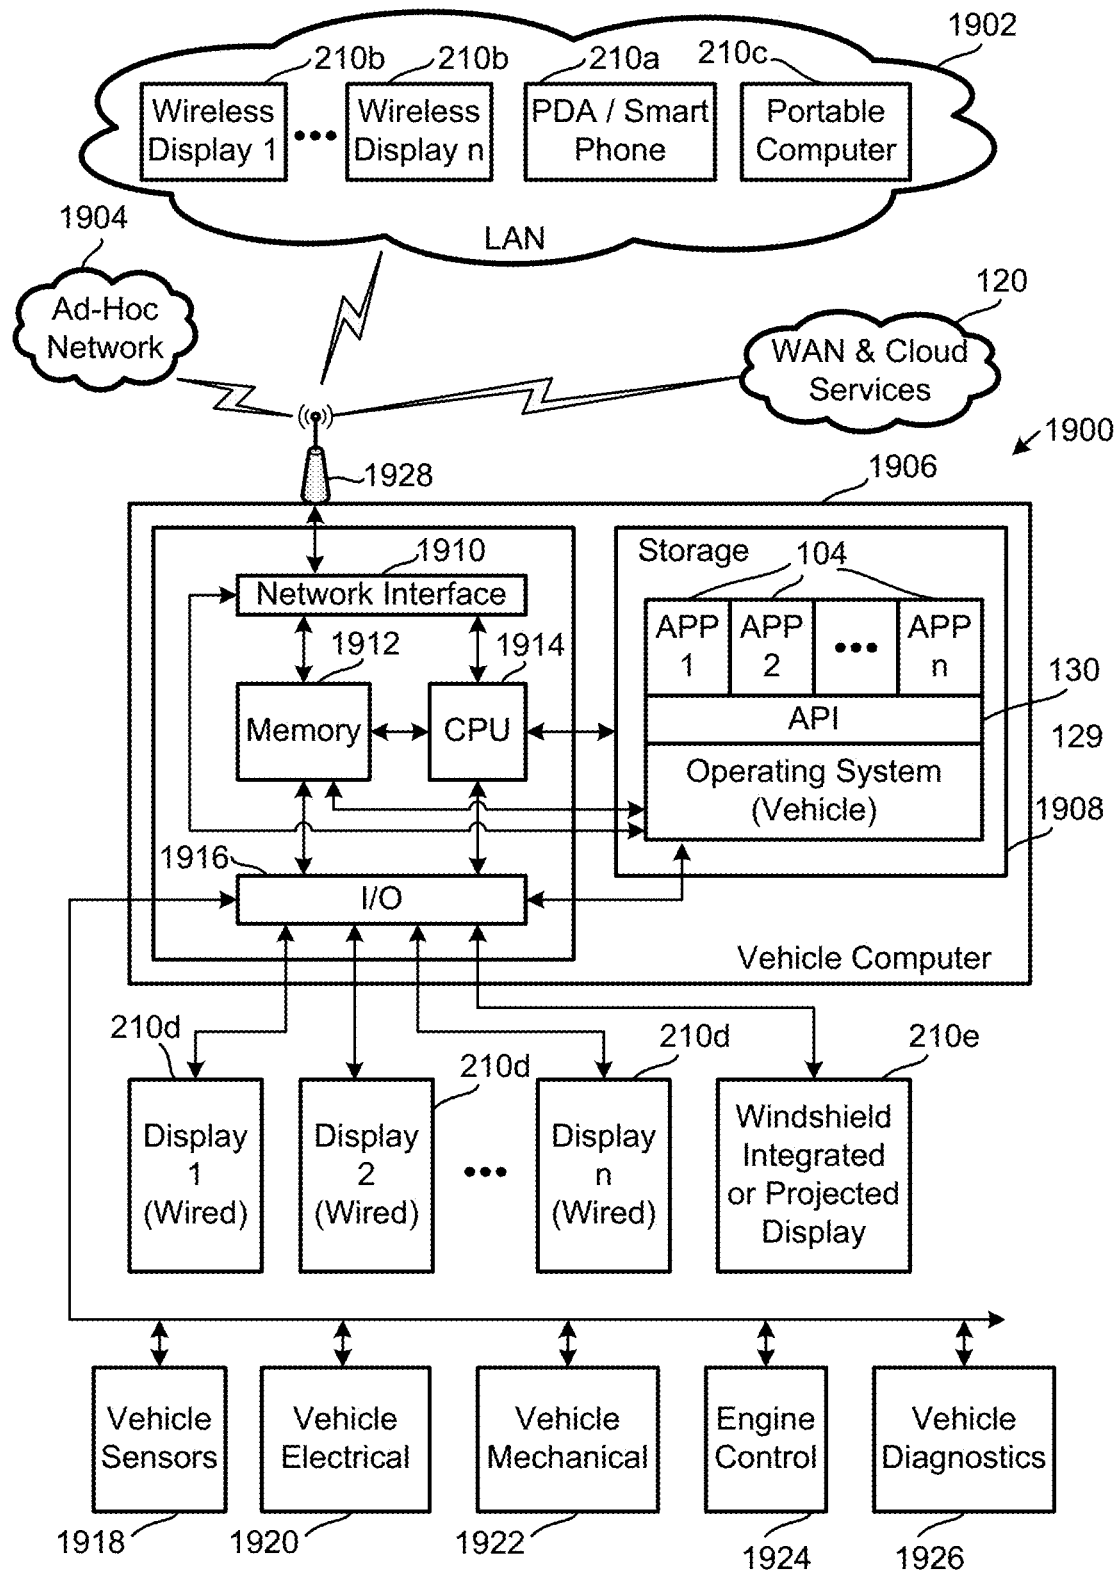 1902
210b
210b
210a
210c
Wireless
Display 1
Wireless
Display n
PDA / Smart
Phone
Portable
Computer
LAN
1904
Ad-Hoc
Network
120
WAN & Cloud
Services
1900
1928
1906
1910
Network Interface
Storage
104
APP
1
APP
2
APP
n
1912
1914
Memory
CPU
130
API
129
Operating System
(Vehicle)
1908
1916
I/O
Vehicle Computer
210d
210d
210d
210e
Display
1
(Wired)
Display
2
(Wired)
Display
n
(Wired)
Windshield
Integrated
or Projected
Display
Vehicle
Sensors
Vehicle
Electrical
Vehicle
Mechanical
Engine
Control
Vehicle
Diagnostics
1918
1920
1922
1924
1926